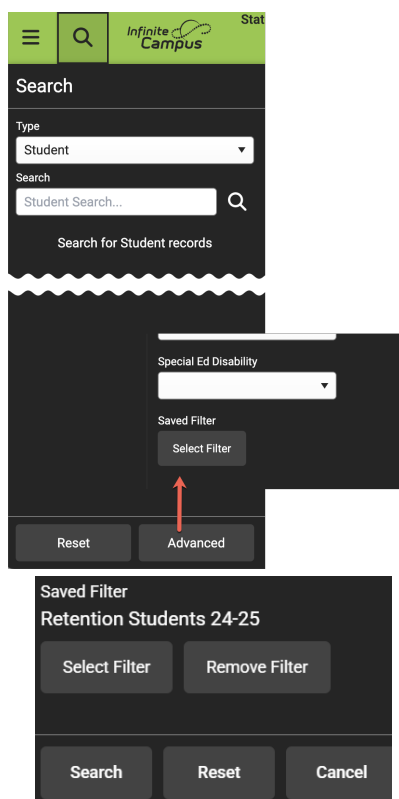 Stat
Infinite
Campus
Search
Type
Student
Search
Student Search...
Search for Student records
Special Ed Disability
Saved Filter
Select Filter
Reset Advanced
Saved Filter
Retention Students 24-25
Select Filter Remove Filter
Search Reset Cancel